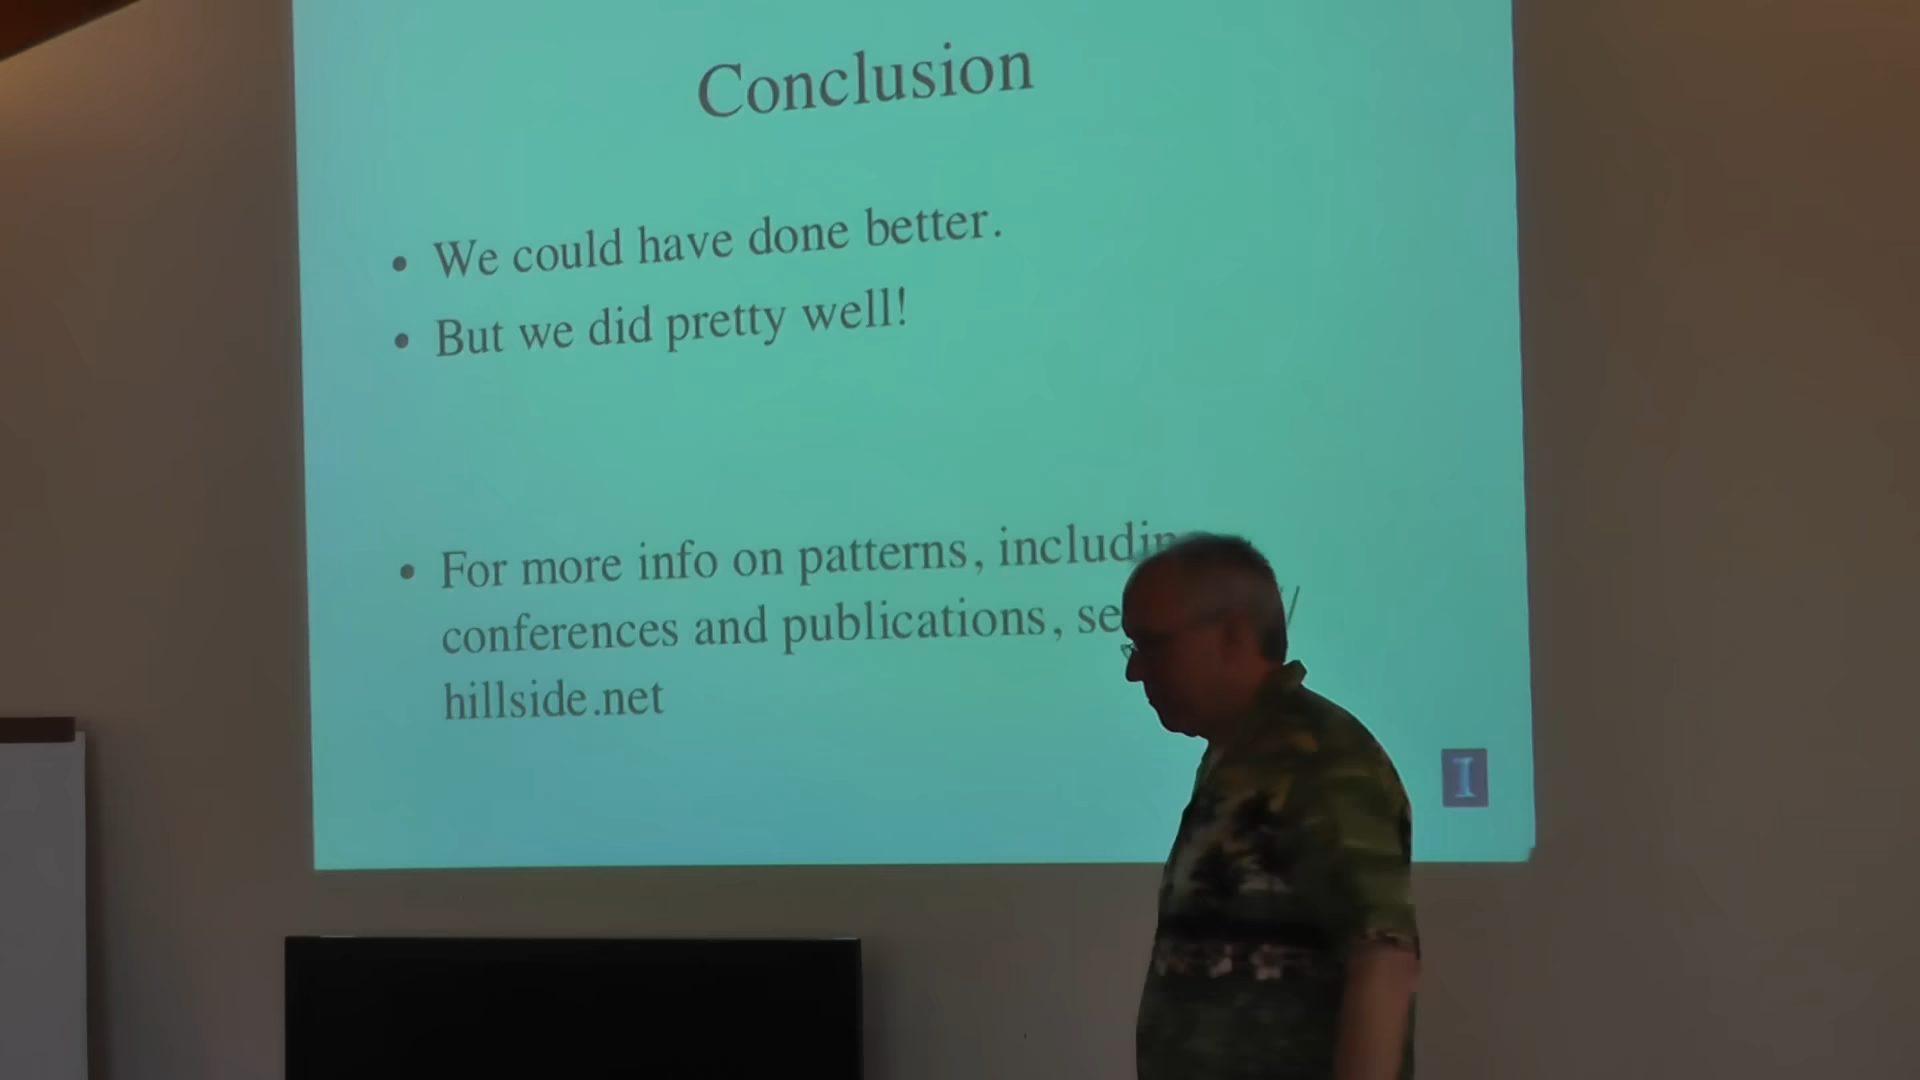 Conclusion
• We could have done better.
• But we did pretty well!
• For more info on patterns, includin
conferences and publications, se /
hillside.net
I